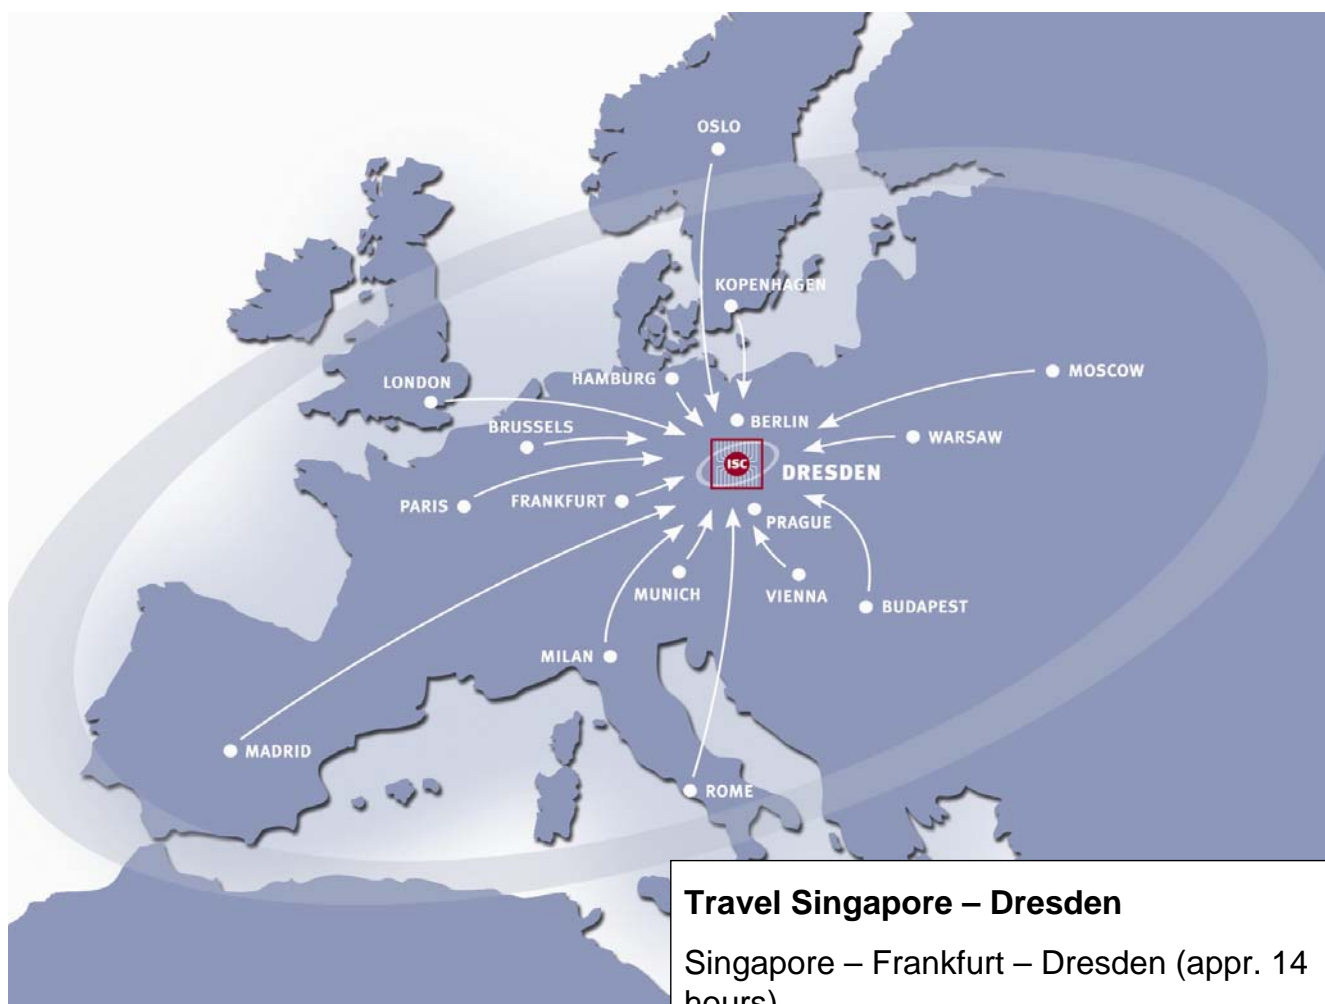 OSLO
KOPENHAGEN
HAMBURG
MOSCOW
LONDON
BERLIN
BRUSSELS
WARSAW
ISC
DRESDEN
PARIS
FRANKFURT
PRAGUE
MUNICH
VIENNA
BUDAPEST
MILAN
MADRID
ROME
Travel Singapore – Dresden
Singapore – Frankfurt – Dresden (appr. 14
hours)